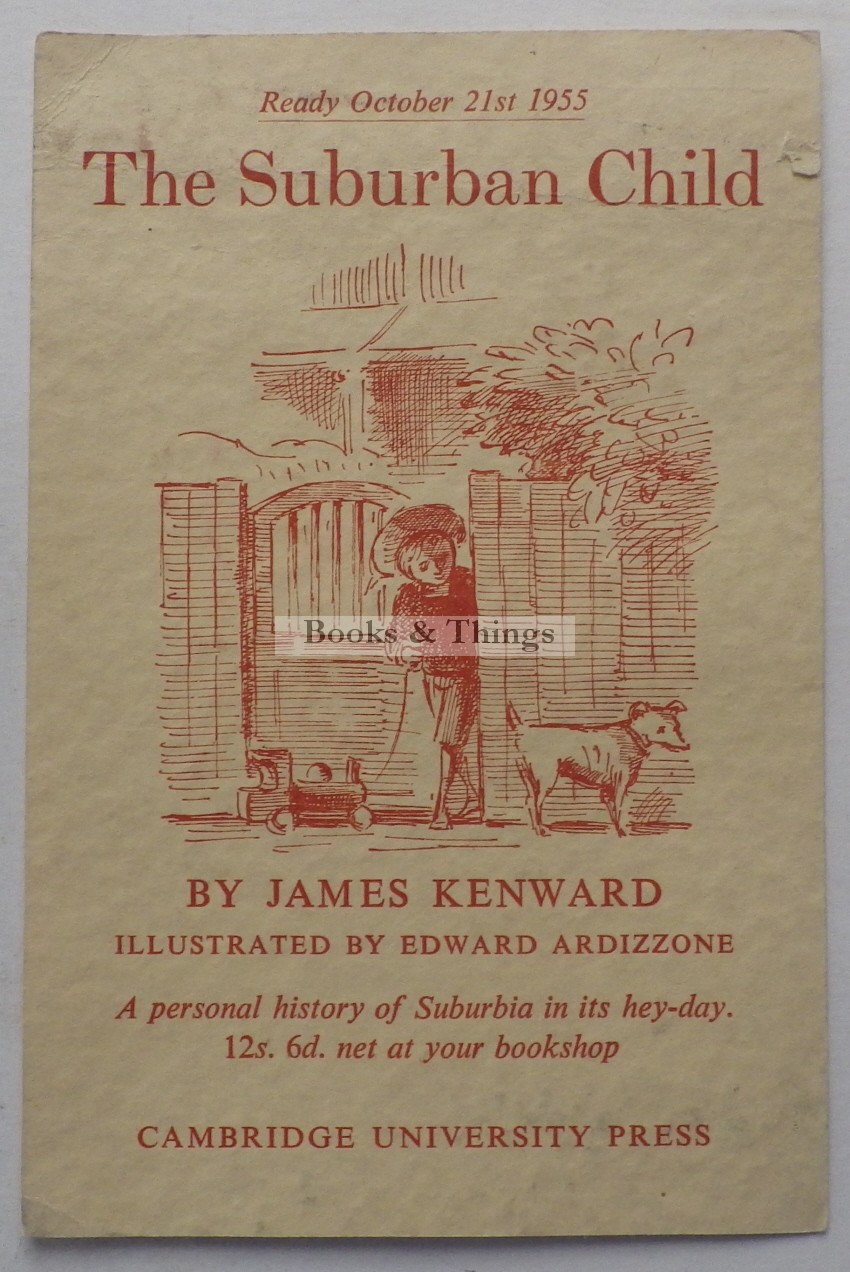 Ready October 21st 1955
The Suburban Child
Books & Things
BY JAMES KENWARD
ILLUSTRATED BY EDWARD ARDIZZONE
A personal history of Suburbia in its hey-day.
12s. 6d. net at your bookshop
CAMBRIDGE UNIVERSITY PRESS